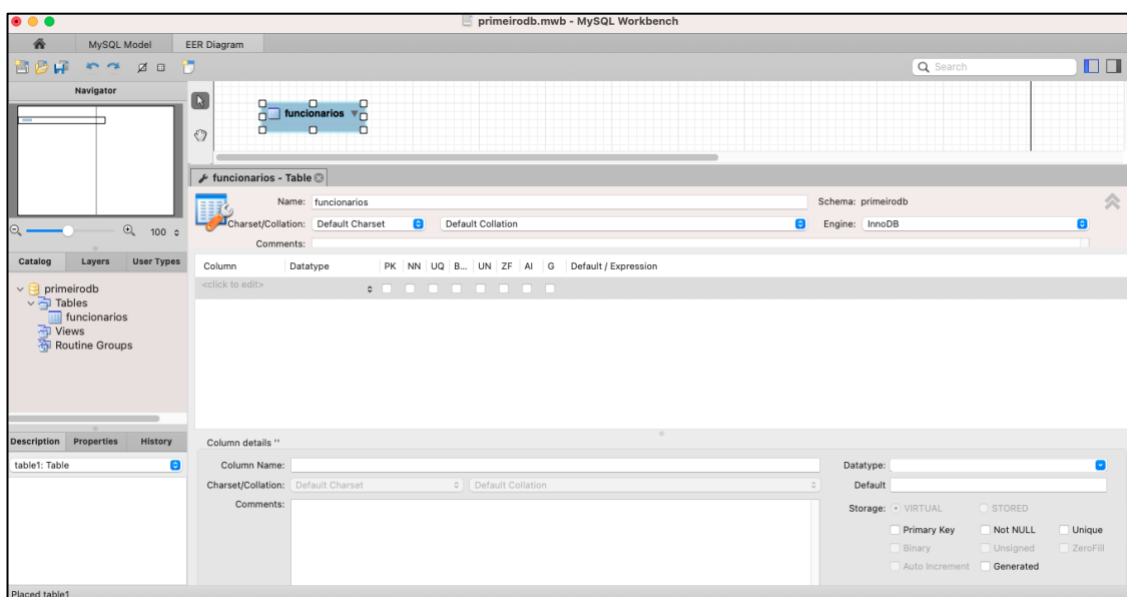 primeirodb.mwb - MySQL Workbench
MySQL Model EER Diagram
Search
Navigator
funcionarios
funcionarios - Table
Name: funcionarios Schema: primeirodb
Charset/Collation: Default Charset Default Collation Engine: InnoDB
Comments:
100
Catalog Layers User Types
Column Datatype PK NN UQ B... UN ZF AI G Default / Expression
<click to edit>
primeirodb
Tables
funcionarios
Views
Routine Groups
Description Properties History
Column details ''
table1: Table
Column Name: Datatype:
Charset/Collation: Default Charset Default Collation Default
Comments: Storage: VIRTUAL STORED
Primary Key Not NULL Unique
Binary Unsigned ZeroFill
Auto Increment Generated
Placed table1